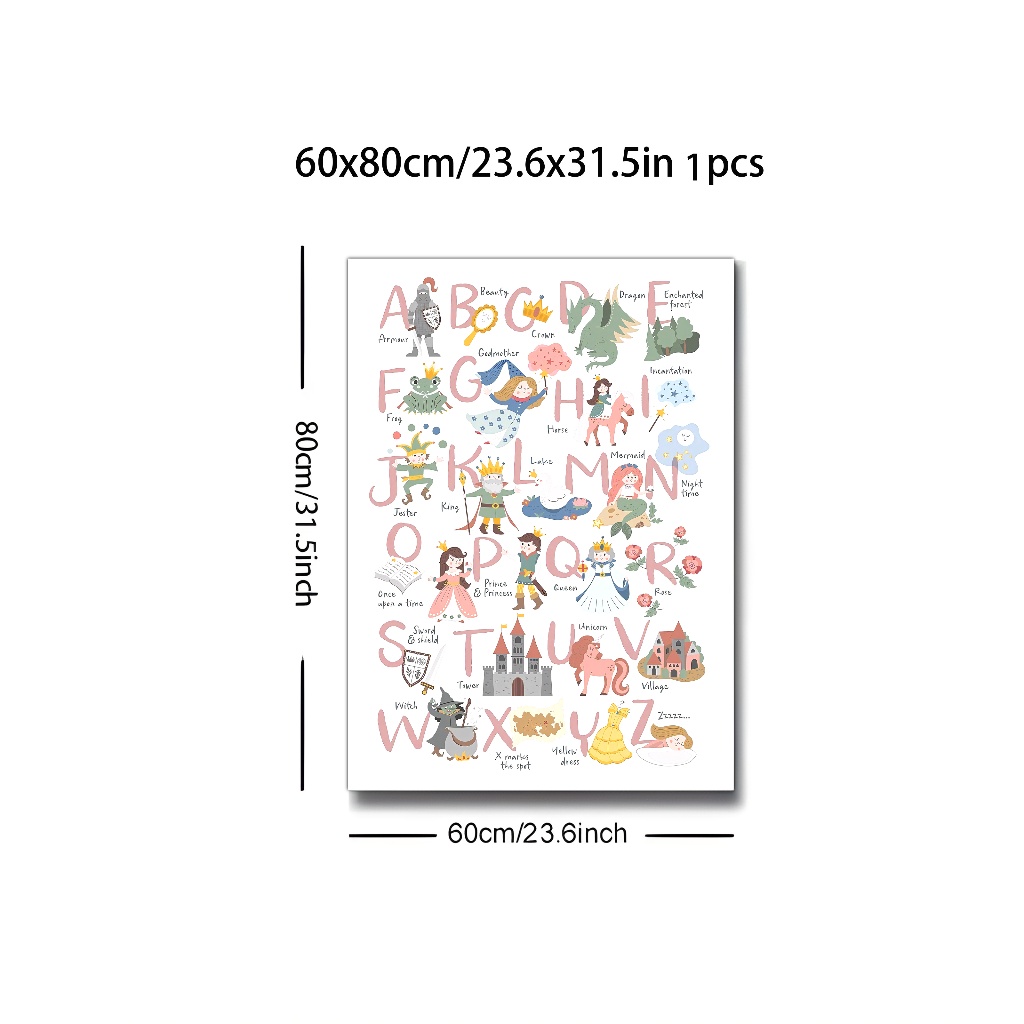 60x80cm/23.6x31.5in 1pcs
80cm/31.5inch
A B C D E
Armour
Beauty
Crown
Dragon
Enchanted
forest
F G H I
Frog
Godmother
Horse
Incantation
J K L M N
Jester
King
Lake
Mermaid
Night
time
O P Q R
Once
upon a time
Prince
& Princess
Queen
Rose
S T U V
Sword
& shield
Tower
Unicorn
Village
W X Y Z
Witch
X marks
the spot
Yellow
dress
Zzzzz...
60cm/23.6inch